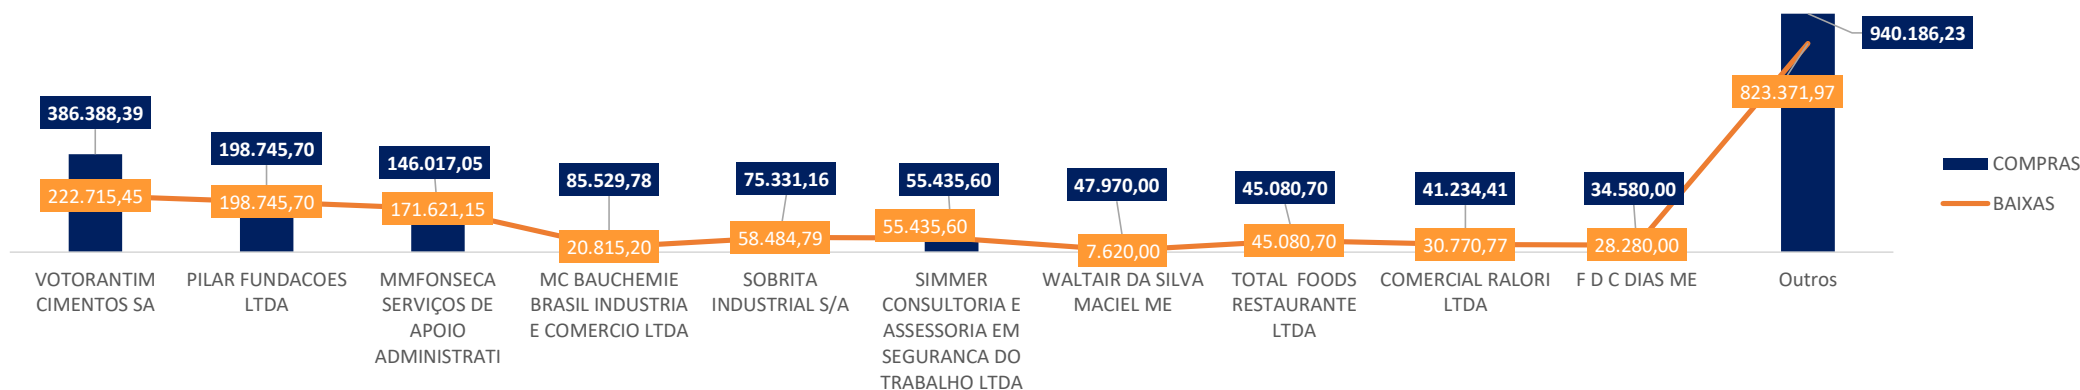 940.186,23
823.371,97
386.388,39
198.745,70
146.017,05
85.529,78
75.331,16
55.435,60
47.970,00
45.080,70
41.234,41
34.580,00
222.715,45
198.745,70
171.621,15
20.815,20
58.484,79
55.435,60
7.620,00
45.080,70
30.770,77
28.280,00
COMPRAS
BAIXAS
VOTORANTIM
CIMENTOS SA
PILAR FUNDACOES
LTDA
MMFONSECA
SERVIÇOS DE
APOIO
ADMINISTRATI
MC BAUCHEMIE
BRASIL INDUSTRIA
E COMERCIO LTDA
SOBRITA
INDUSTRIAL S/A
SIMMER
CONSULTORIA E
ASSESSORIA EM
SEGURANCA DO
TRABALHO LTDA
WALTAIR DA SILVA
MACIEL ME
TOTAL FOODS
RESTAURANTE
LTDA
COMERCIAL RALORI
LTDA
F D C DIAS ME
Outros